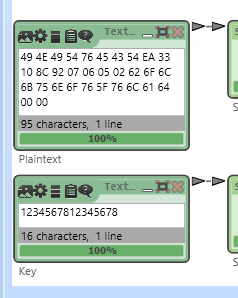 Text...
49 4E 49 54 76 45 43 54 EA 33
10 8C 92 07 06 05 02 62 6F 6C
6B 75 6E 6F 76 5F 76 6C 61 64
00 00
95 characters, 1 line
100%
Plaintext
Text...
1234567812345678
16 characters, 1 line
100%
Key
S
S